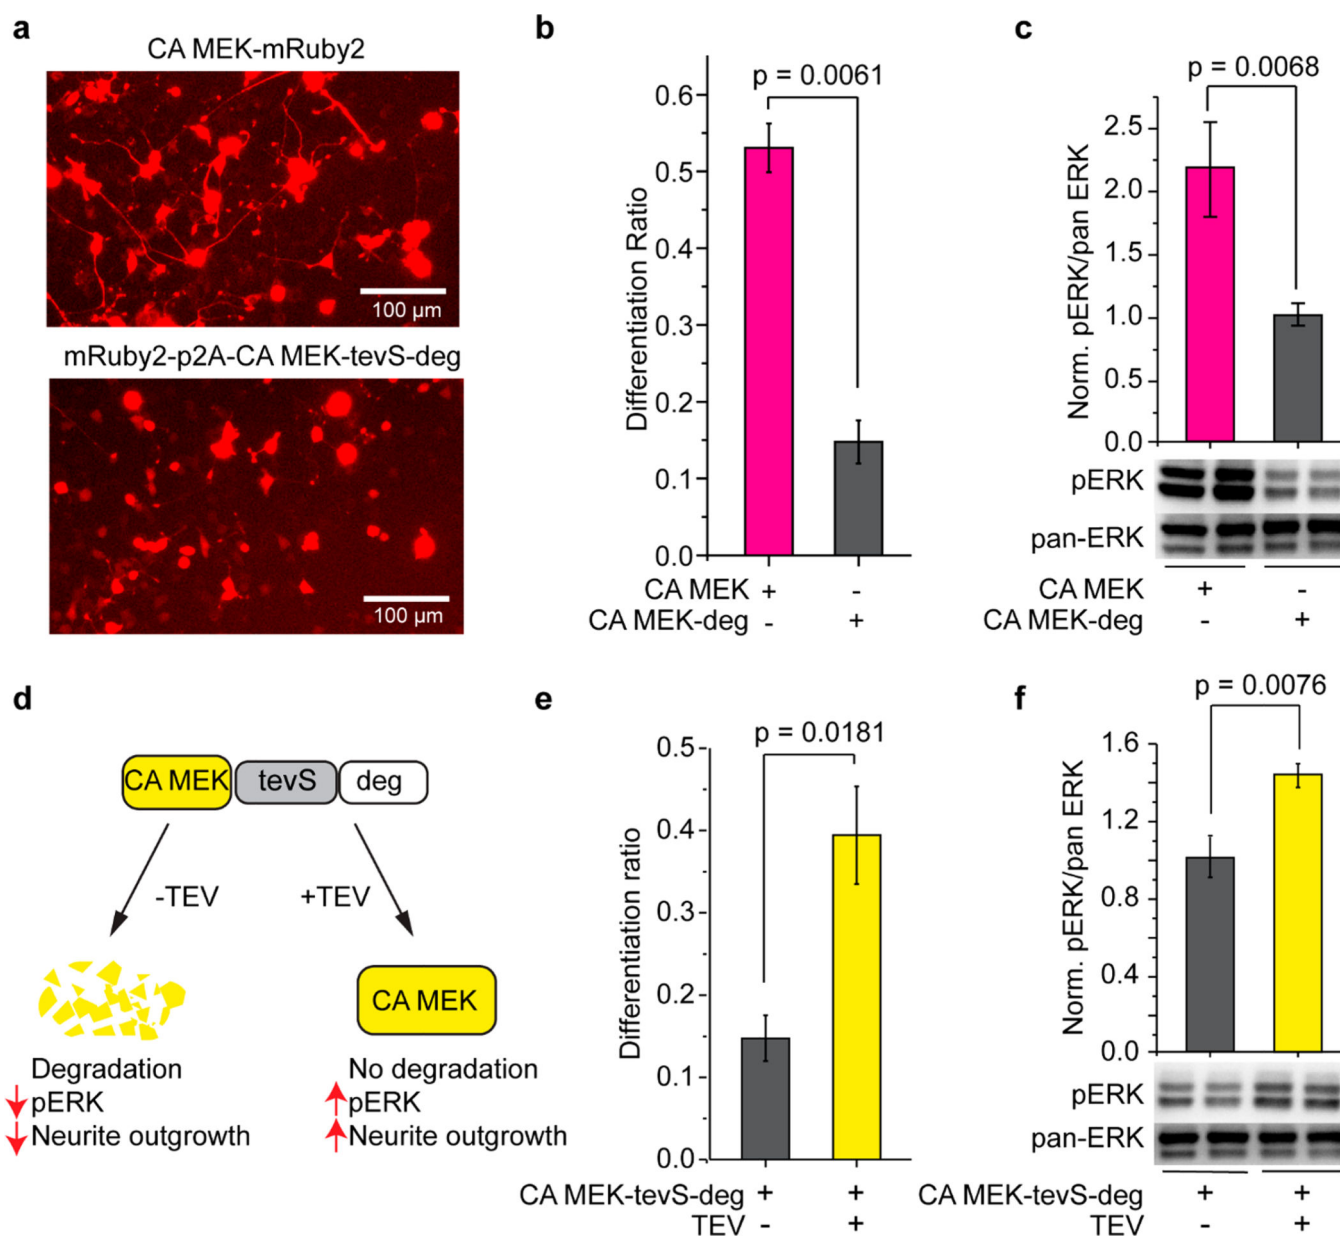 a
CA MEK-mRuby2
100 µm
mRuby2-p2A-CA MEK-tevS-deg
100 µm
b
p = 0.0061
0.6
0.5
0.4
0.3
0.2
0.1
0.0
Differentiation Ratio
CA MEK + -
CA MEK-deg - +
c
p = 0.0068
2.5
2.0
1.5
1.0
0.5
0.0
Norm. pERK/pan ERK
pERK
pan-ERK
CA MEK + -
CA MEK-deg - +
d
CA MEK tevS deg
-TEV +TEV
CA MEK
Degradation
pERK
Neurite outgrowth
No degradation
pERK
Neurite outgrowth
e
p = 0.0181
0.5
0.4
0.3
0.2
0.1
0.0
Differentiation ratio
CA MEK-tevS-deg + +
TEV - +
f
p = 0.0076
1.6
1.2
0.8
0.4
0.0
Norm. pERK/pan ERK
pERK
pan-ERK
CA MEK-tevS-deg + +
TEV - +